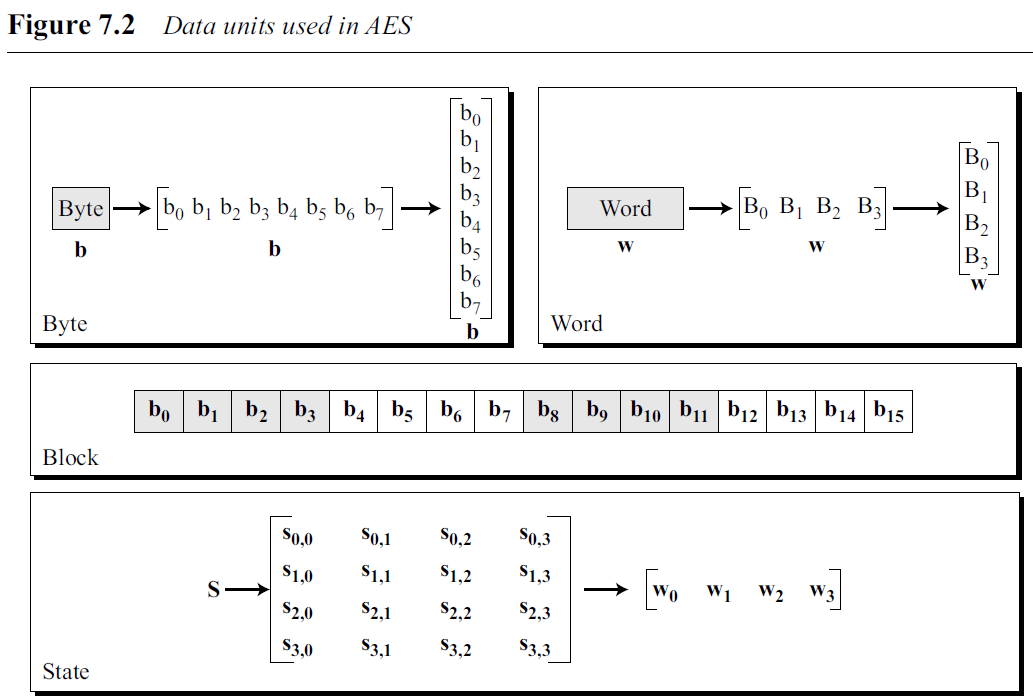 Figure 7.2 Data units used in AES
Byte
b
b₀ b₁ b₂ b₃ b₄ b₅ b₆ b₇
b
b₀
b₁
b₂
b₃
b₄
b₅
b₆
b₇
b
Byte
Word
w
B₀ B₁ B₂ B₃
w
B₀
B₁
B₂
B₃
w
Word
b₀ b₁ b₂ b₃ b₄ b₅ b₆ b₇ b₈ b₉ b₁₀ b₁₁ b₁₂ b₁₃ b₁₄ b₁₅
Block
S
s₀,₀ s₀,₁ s₀,₂ s₀,₃
s₁,₀ s₁,₁ s₁,₂ s₁,₃
s₂,₀ s₂,₁ s₂,₂ s₂,₃
s₃,₀ s₃,₁ s₃,₂ s₃,₃
w₀ w₁ w₂ w₃
State